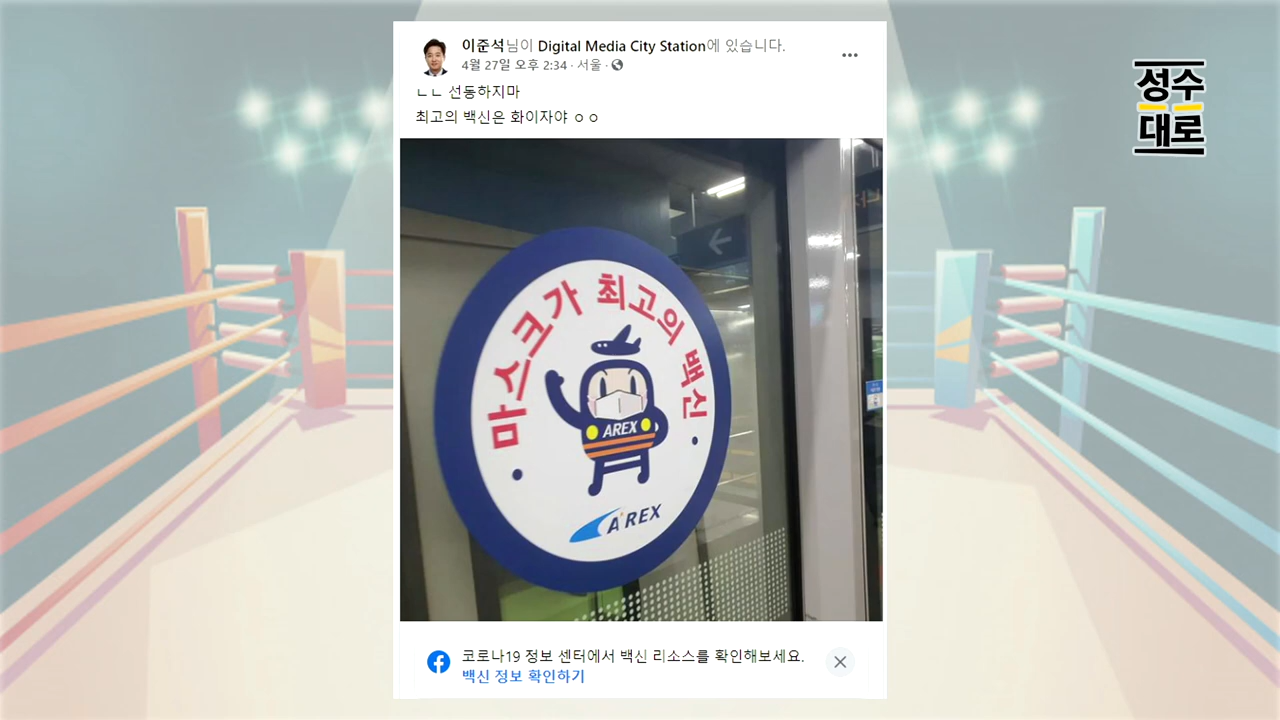 이준석님이 Digital Media City Station에 있습니다.
4월 27일 오후 2:34 · 서울 ·
ㄴㄴ 선동하지마
최고의 백신은 화이자야 ㅇㅇ
마스크가 최고의 백신
AREX
AREX
코로나19 정보 센터에서 백신 리소스를 확인해보세요.
백신 정보 확인하기
성수
대로